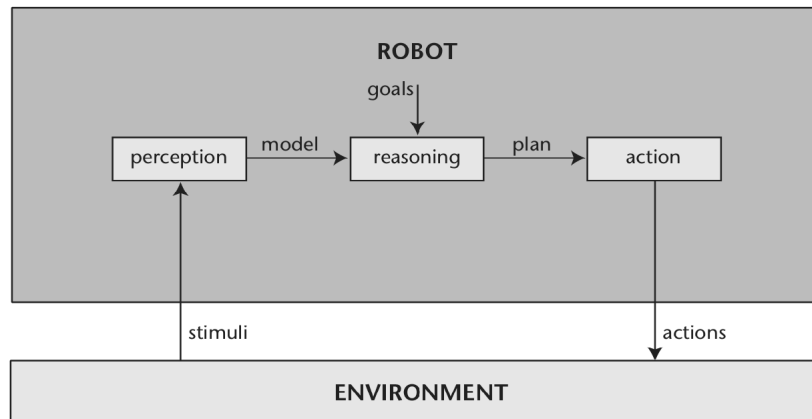 ROBOT
goals
perception
model
reasoning
plan
action
stimuli
actions
ENVIRONMENT